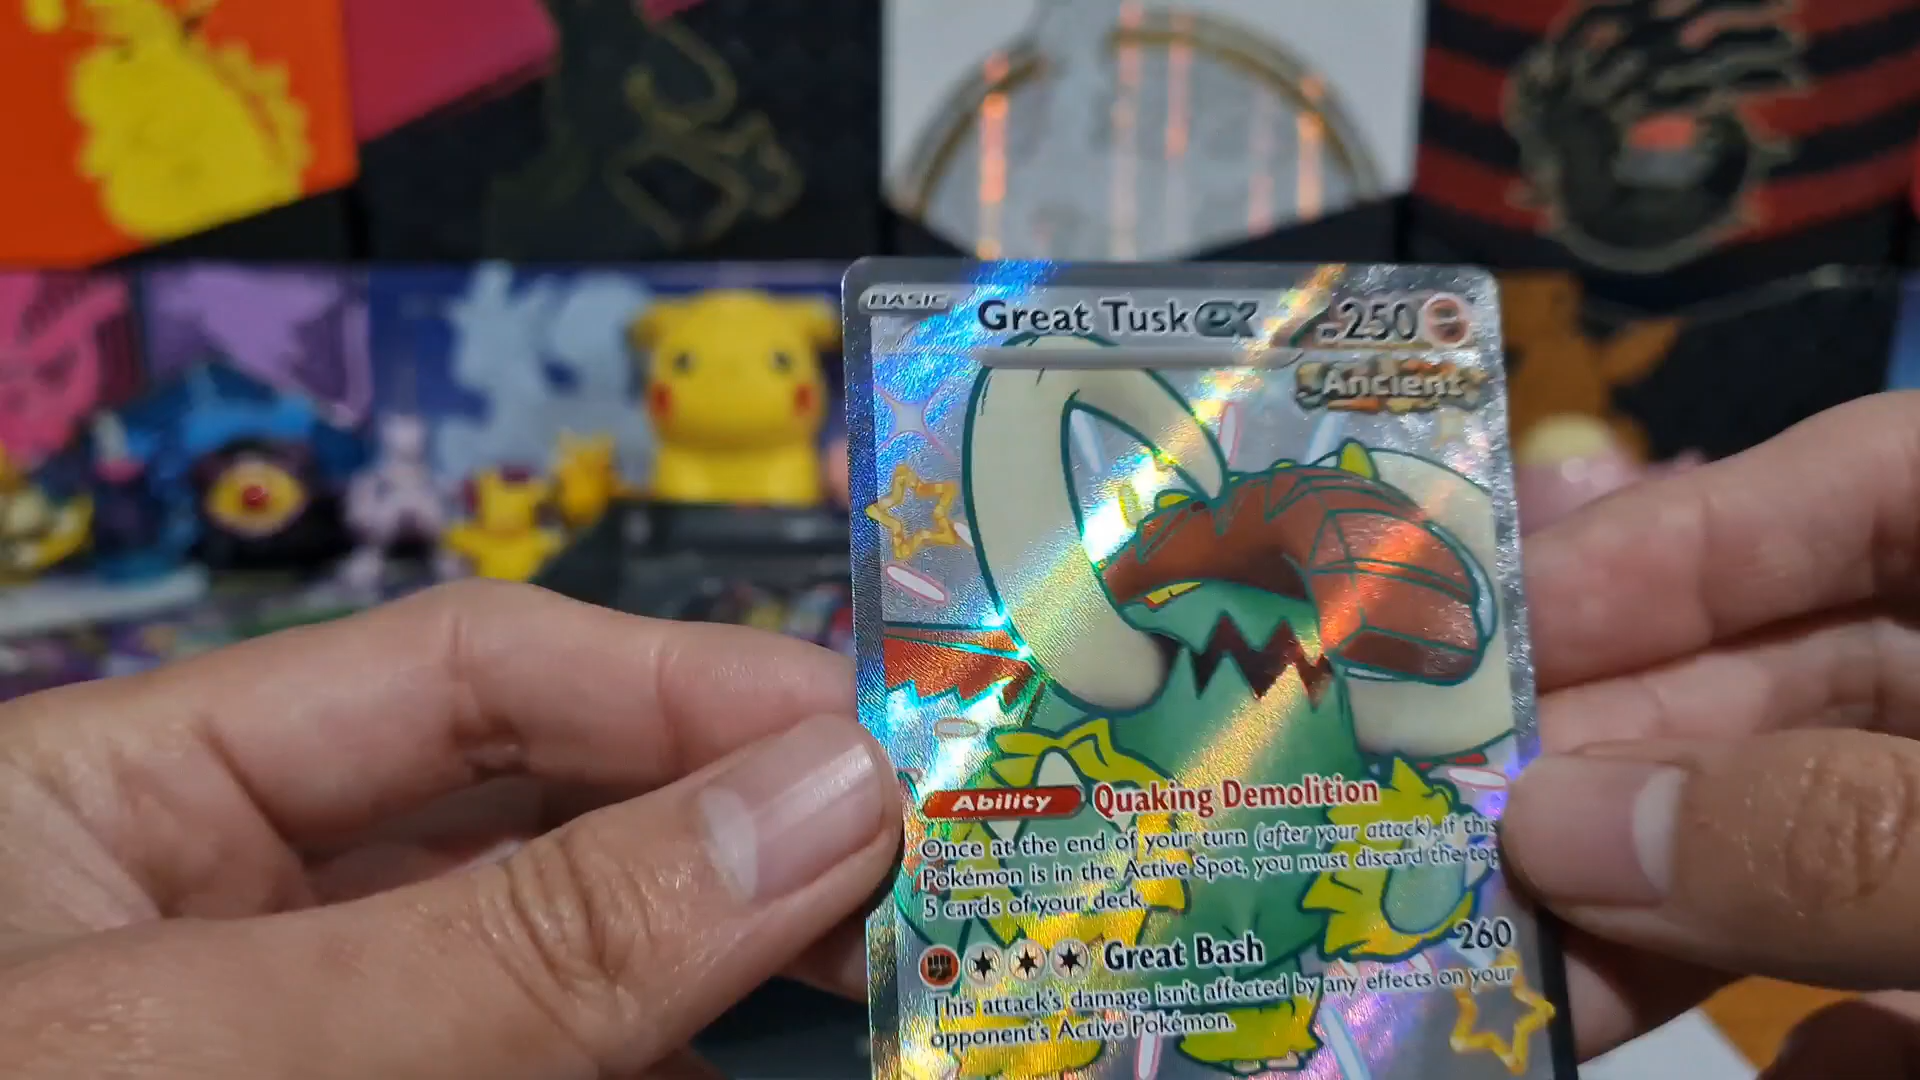 BASIC Great Tusk ex 250
Ancient
Ability Quaking Demolition
Once at the end of your turn (after your attack), if this
Pokémon is in the Active Spot, you must discard the top
5 cards of your deck.
Great Bash 260
This attack's damage isn't affected by any effects on your
opponent's Active Pokémon.